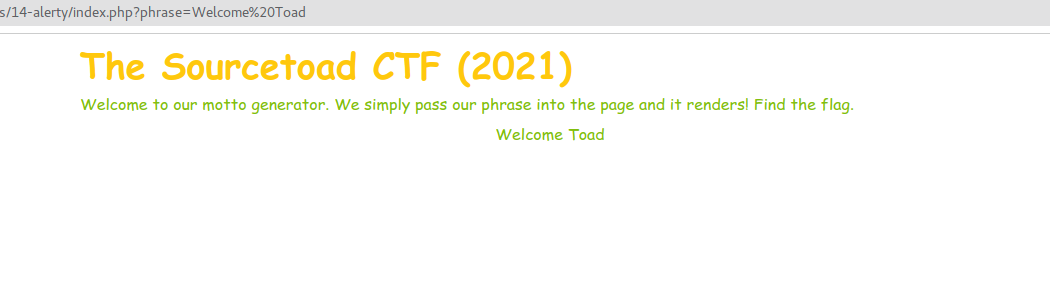 s/14-alerty/index.php?phrase=Welcome%20Toad
The Sourcetoad CTF (2021)
Welcome to our motto generator. We simply pass our phrase into the page and it renders! Find the flag.
Welcome Toad